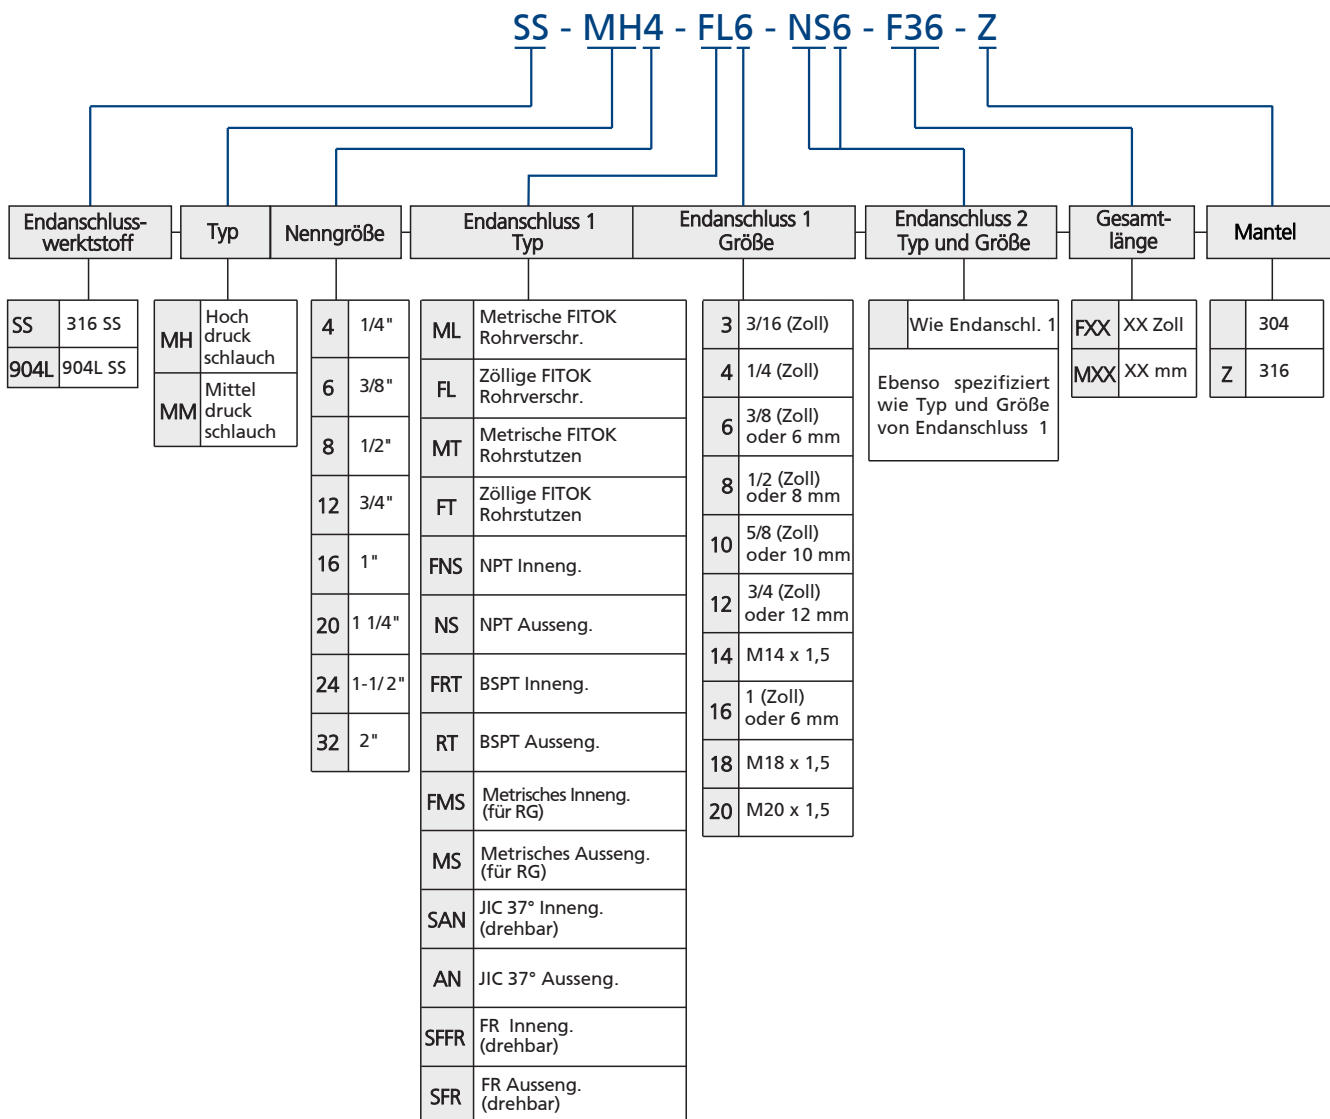 SS - MH4 - FL6 - NS6 - F36 - Z
Endanschluss-
werktstoff
Typ
Nenngröße
Endanschluss 1
Typ
Endanschluss 1
Größe
Endanschluss 2
Typ und Größe
Gesamt-
länge
Mantel
SS 316 SS
904L 904L SS
MH Hoch
druck
schlauch
MM Mittel
druck
schlauch
4 1/4"
6 3/8"
8 1/2"
12 3/4"
16 1"
20 1 1/4"
24 1-1/2"
32 2"
ML Metrische FITOK
Rohrverschr.
FL Zöllige FITOK
Rohrverschr.
MT Metrische FITOK
Rohrstutzen
FT Zöllige FITOK
Rohrstutzen
FNS NPT Inneng.
NS NPT Ausseng.
FRT BSPT Inneng.
RT BSPT Ausseng.
FMS Metrisches Inneng.
(für RG)
MS Metrisches Ausseng.
(für RG)
SAN JIC 37° Inneng.
(drehbar)
AN JIC 37° Ausseng.
SFFR FR Inneng.
(drehbar)
SFR FR Ausseng.
(drehbar)
3 3/16 (Zoll)
4 1/4 (Zoll)
6 3/8 (Zoll)
oder 6 mm
8 1/2 (Zoll)
oder 8 mm
10 5/8 (Zoll)
oder 10 mm
12 3/4 (Zoll)
oder 12 mm
14 M14 x 1,5
16 1 (Zoll)
oder 6 mm
18 M18 x 1,5
20 M20 x 1,5
Wie Endanschl. 1
Ebenso spezifiziert
wie Typ und Größe
von Endanschluss 1
FXX XX Zoll
MXX XX mm
304
Z 316